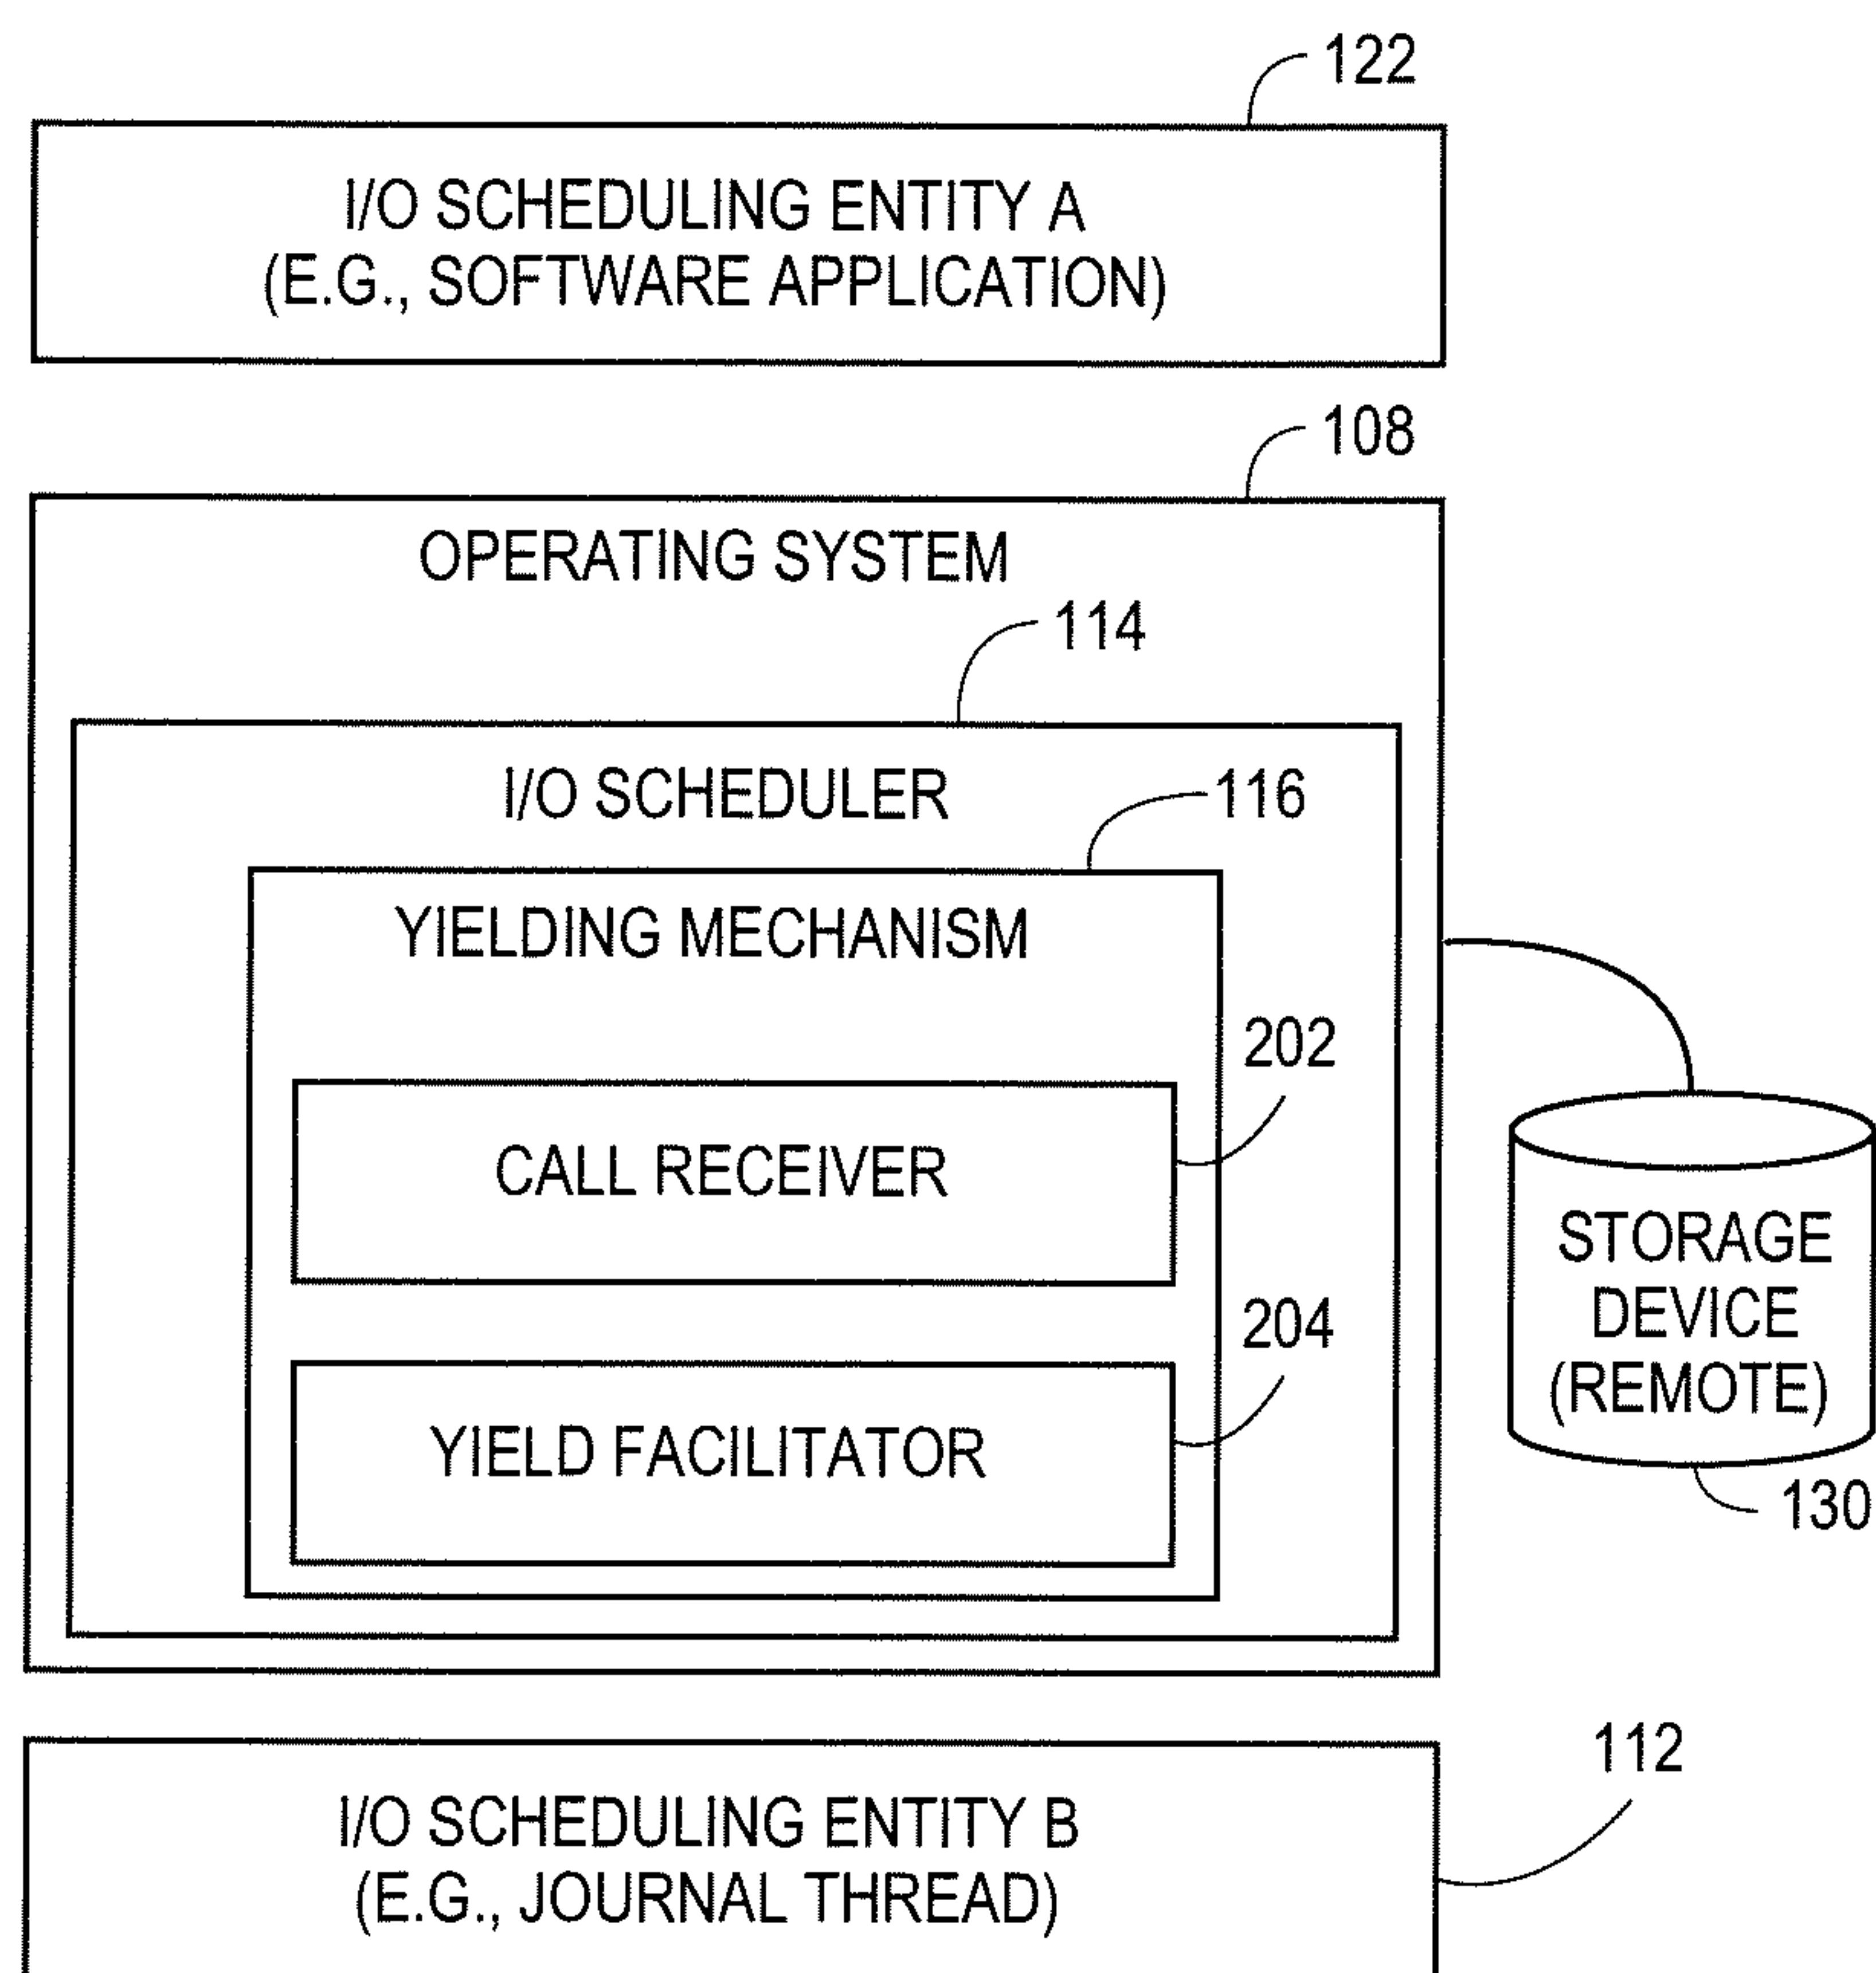 122
I/O SCHEDULING ENTITY A
(E.G., SOFTWARE APPLICATION)
108
OPERATING SYSTEM
114
I/O SCHEDULER
116
YIELDING MECHANISM
202
CALL RECEIVER
204
YIELD FACILITATOR
STORAGE
DEVICE
(REMOTE)
130
112
I/O SCHEDULING ENTITY B
(E.G., JOURNAL THREAD)